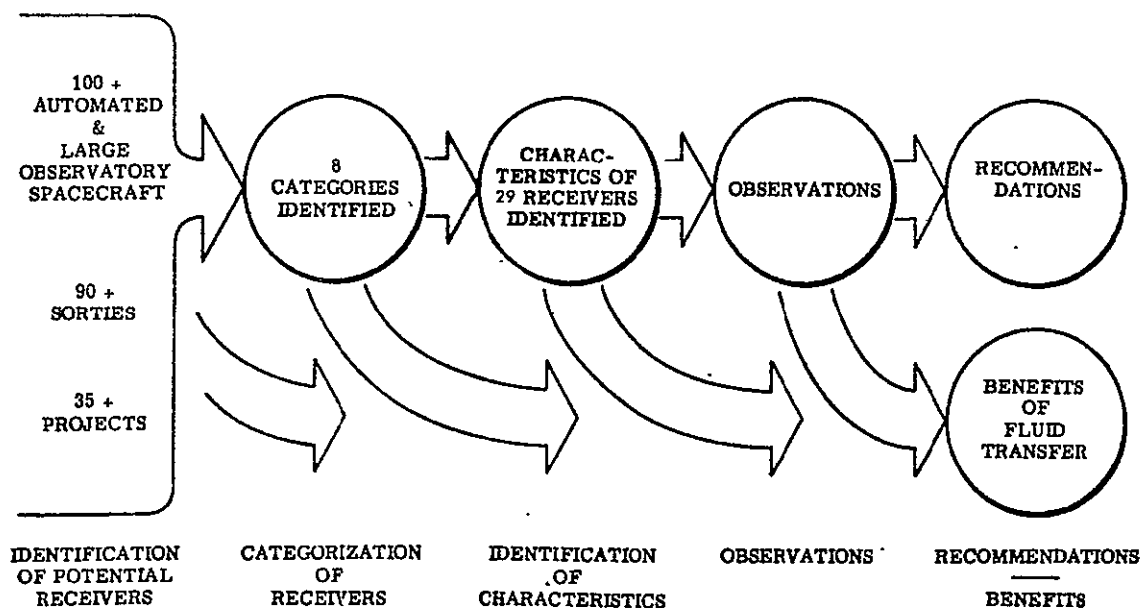 100 +
AUTOMATED
&
LARGE
OBSERVATORY
SPACECRAFT
90 +
SORTIES
35 +
PROJECTS
8
CATEGORIES
IDENTIFIED
CHARAC-
TERISTICS OF
29 RECEIVERS
IDENTIFIED
OBSERVATIONS
RECOMMEN-
DATIONS
BENEFITS
OF
FLUID
TRANSFER
IDENTIFICATION
OF POTENTIAL
RECEIVERS
CATEGORIZATION
OF
RECEIVERS
IDENTIFICATION
OF
CHARACTERISTICS
OBSERVATIONS
RECOMMENDATIONS
BENEFITS